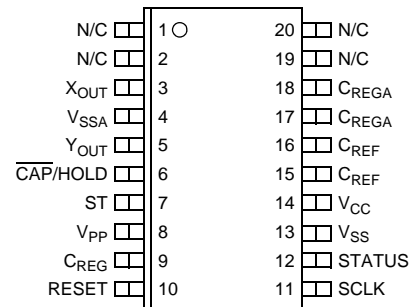 N/C 1 20 N/C
N/C 2 19 N/C
XOUT 3 18 CREGA
VSSA 4 17 CREGA
YOUT 5 16 CREF
CAP/HOLD 6 15 CREF
ST 7 14 VCC
VPP 8 13 VSS
CREG 9 12 STATUS
RESET 10 11 SCLK